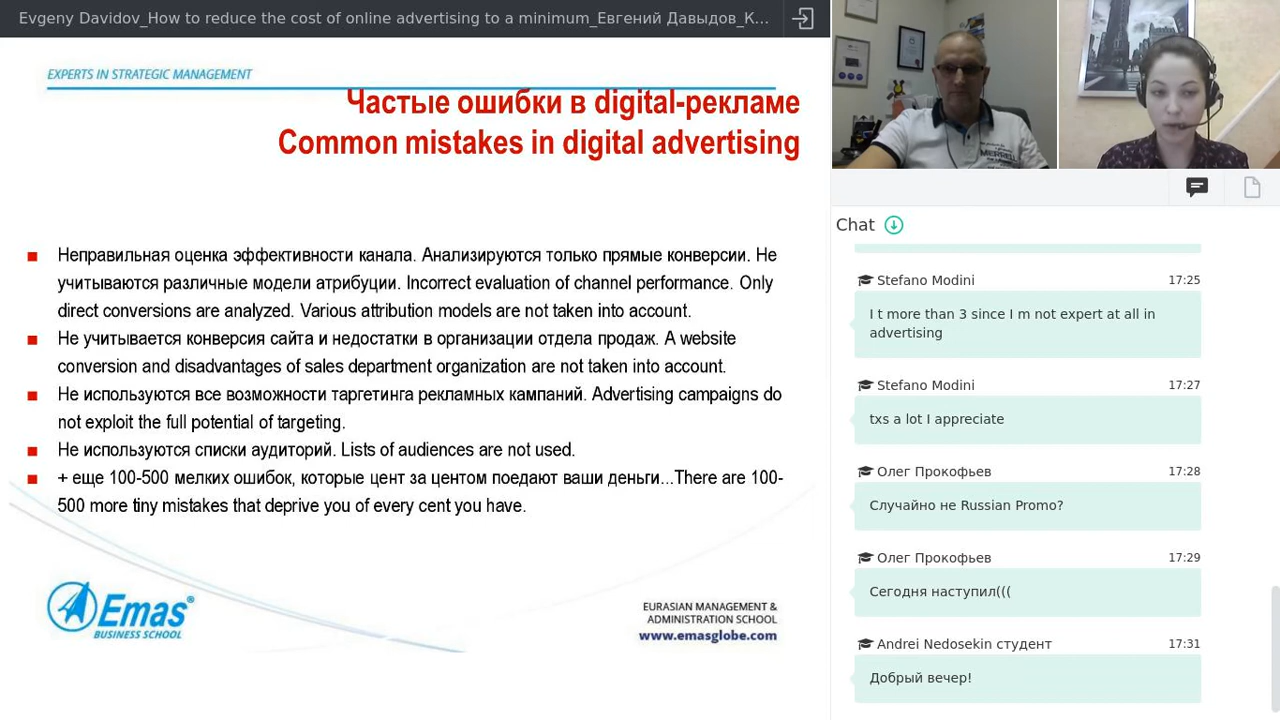 Evgeny Davidov_How to reduce the cost of online advertising to a minimum_Евгений Давыдов_К...
EXPERTS IN STRATEGIC MANAGEMENT
Частые ошибки в digital-рекламе
Common mistakes in digital advertising
Неправильная оценка эффективности канала. Анализируются только прямые конверсии. Не
учитываются различные модели атрибуции. Incorrect evaluation of channel performance. Only
direct conversions are analyzed. Various attribution models are not taken into account.
Не учитывается конверсия сайта и недостатки в организации отдела продаж. A website
conversion and disadvantages of sales department organization are not taken into account.
Не используются все возможности таргетинга рекламных кампаний. Advertising campaigns do
not exploit the full potential of targeting.
Не используются списки аудиторий. Lists of audiences are not used.
+ еще 100-500 мелких ошибок, которые цент за центом поедают ваши деньги...There are 100-
500 more tiny mistakes that deprive you of every cent you have.
Emas®
BUSINESS SCHOOL
EURASIAN MANAGEMENT &
ADMINISTRATION SCHOOL
www.emasglobe.com
MERRELL
Chat
Stefano Modini 17:25
I t more than 3 since I m not expert at all in
advertising
Stefano Modini 17:27
txs a lot I appreciate
Олег Прокофьев 17:28
Случайно не Russian Promo?
Олег Прокофьев 17:29
Сегодня наступил(((
Andrei Nedosekin студент 17:31
Добрый вечер!